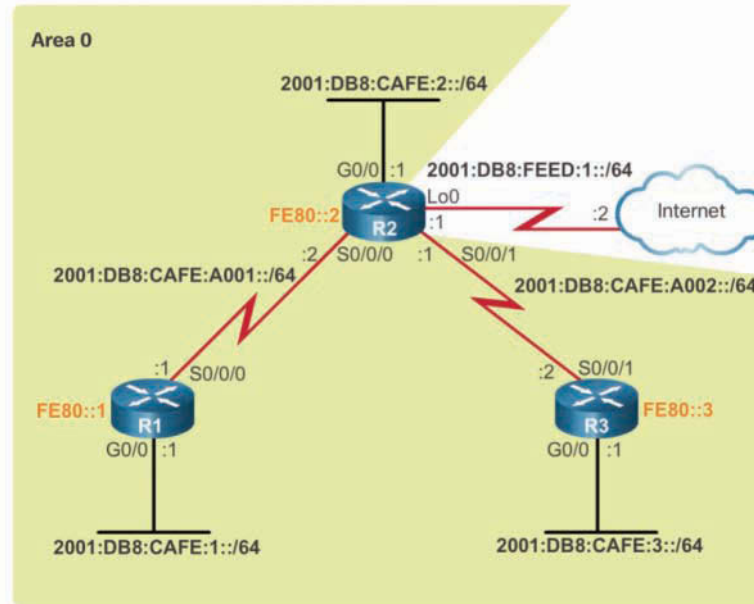 Area 0
2001:DB8:CAFE:2::/64
G0/0 :1
2001:DB8:FEED:1::/64
Lo0
FE80::2
R2
:1
:2
Internet
:2 S0/0/0 :1 S0/0/1
2001:DB8:CAFE:A001::/64
2001:DB8:CAFE:A002::/64
:1 S0/0/0
:2 S0/0/1
FE80::1
R1
R3
FE80::3
G0/0 :1
G0/0 :1
2001:DB8:CAFE:1::/64
2001:DB8:CAFE:3::/64